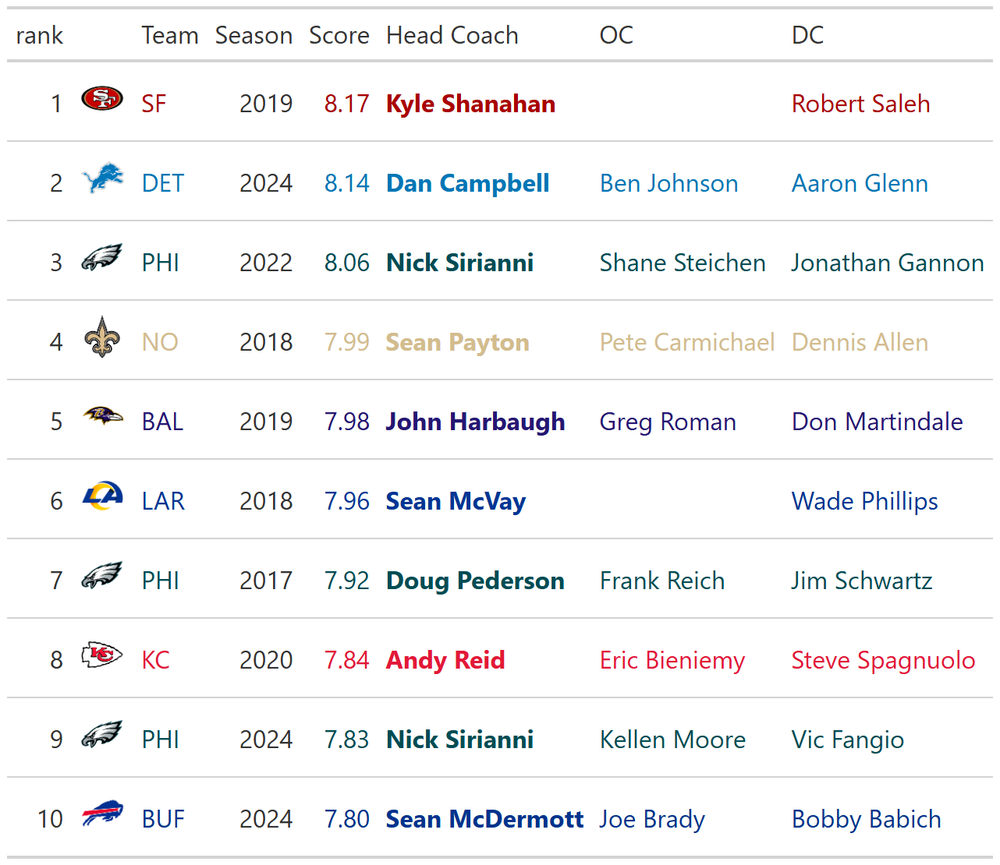 rank Team Season Score Head Coach OC DC
1 SF SF 2019 8.17 Kyle Shanahan Robert Saleh
2 DET 2024 8.14 Dan Campbell Ben Johnson Aaron Glenn
3 PHI 2022 8.06 Nick Sirianni Shane Steichen Jonathan Gannon
4 NO 2018 7.99 Sean Payton Pete Carmichael Dennis Allen
5 BAL 2019 7.98 John Harbaugh Greg Roman Don Martindale
6 LA LAR 2018 7.96 Sean McVay Wade Phillips
7 PHI 2017 7.92 Doug Pederson Frank Reich Jim Schwartz
8 KC KC 2020 7.84 Andy Reid Eric Bieniemy Steve Spagnuolo
9 PHI 2024 7.83 Nick Sirianni Kellen Moore Vic Fangio
10 BUF 2024 7.80 Sean McDermott Joe Brady Bobby Babich